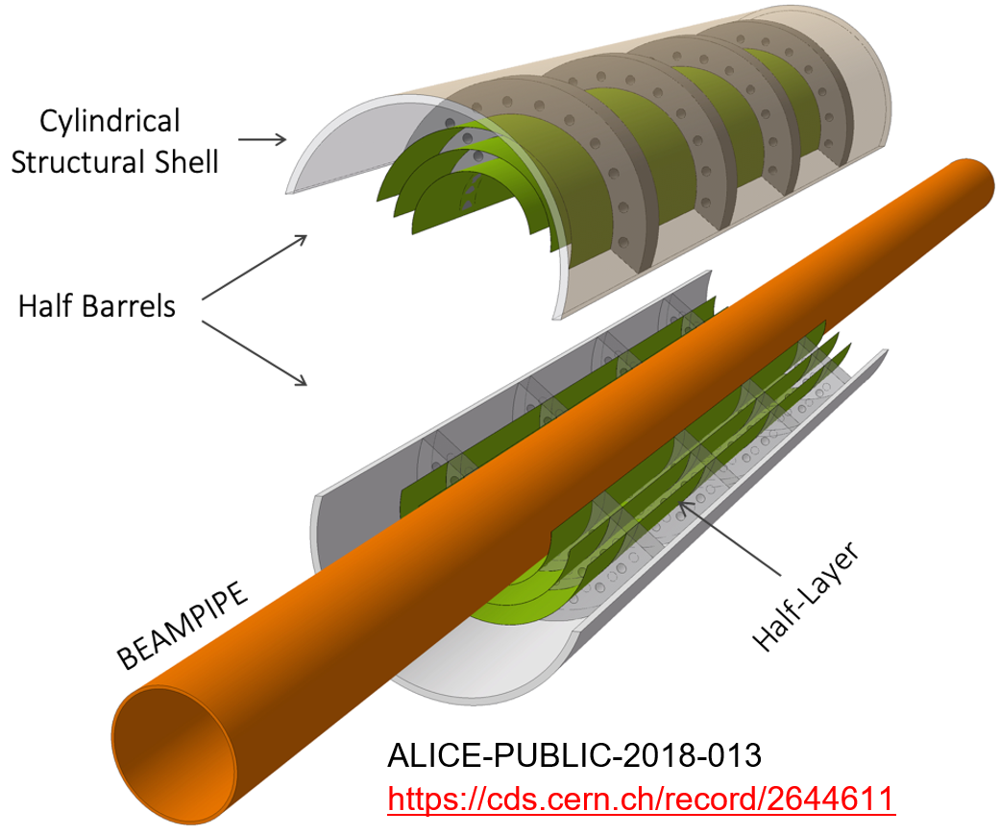 Cylindrical
Structural Shell
Half Barrels
BEAMPIPE
Half-Layer
ALICE-PUBLIC-2018-013
https://cds.cern.ch/record/2644611